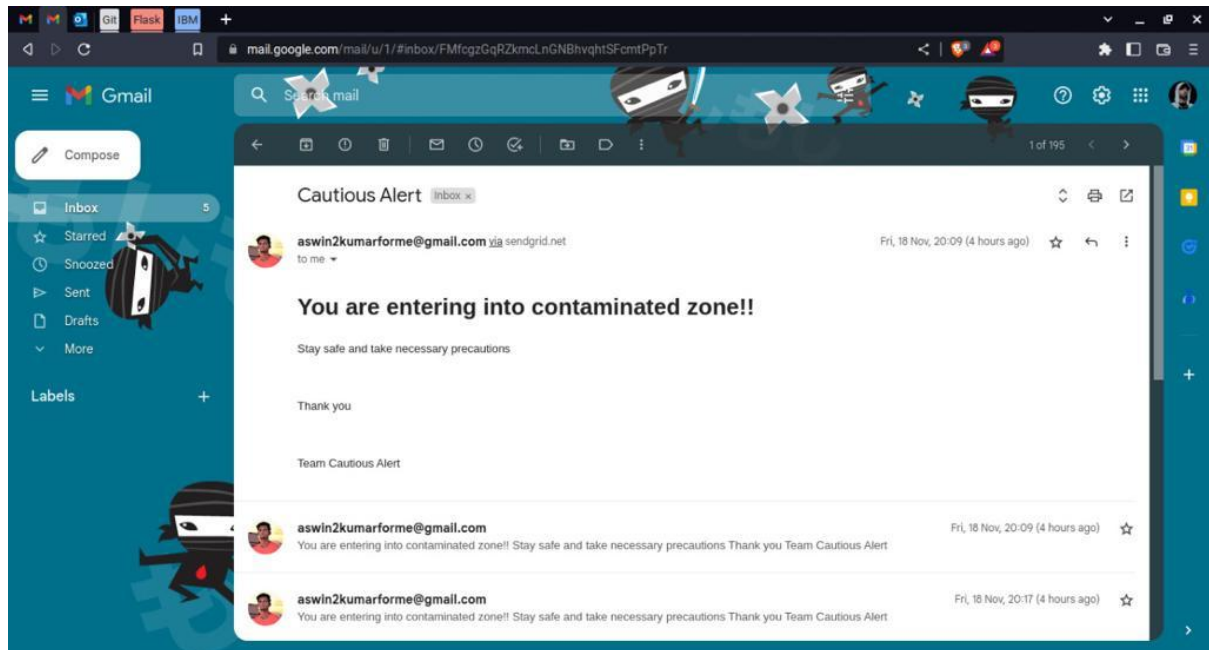 Git Flask IBM
mail.google.com/mail/u/1/#inbox/FMfcgzGqRZkmcLnGNBhvqhtSFcmtPpTr
Gmail
Search mail
Compose
1 of 195
Cautious Alert Inbox ×
Inbox 5
Starred
Snoozed
Sent
Drafts
More
Labels
aswin2kumarforme@gmail.com via sendgrid.net Fri, 18 Nov, 20:09 (4 hours ago)
to me
You are entering into contaminated zone!!
Stay safe and take necessary precautions
Thank you
Team Cautious Alert
aswin2kumarforme@gmail.com Fri, 18 Nov, 20:09 (4 hours ago)
You are entering into contaminated zone!! Stay safe and take necessary precautions Thank you Team Cautious Alert
aswin2kumarforme@gmail.com Fri, 18 Nov, 20:17 (4 hours ago)
You are entering into contaminated zone!! Stay safe and take necessary precautions Thank you Team Cautious Alert